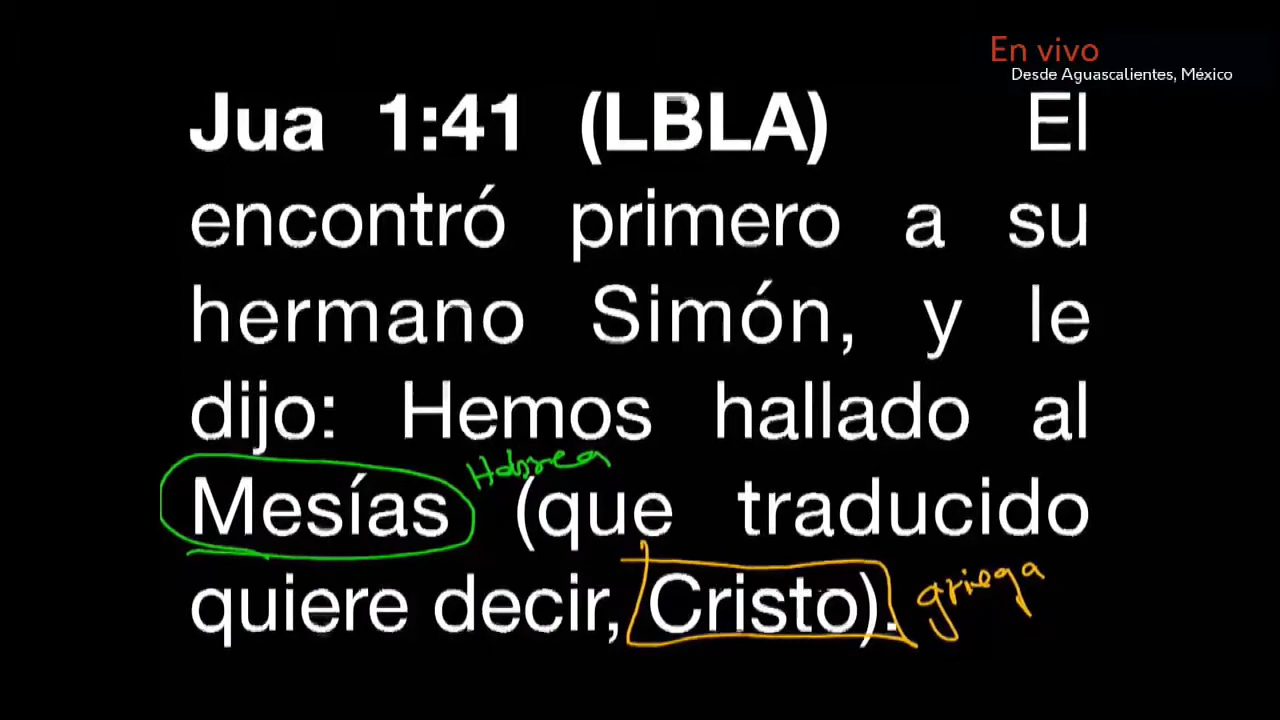 En vivo
Desde Aguascalientes, México
Jua 1:41 (LBLA) El
encontró primero a su
hermano Simón, y le
dijo: Hemos hallado al
Hebrea
Mesías (que traducido
quiere decir, Cristo). griega